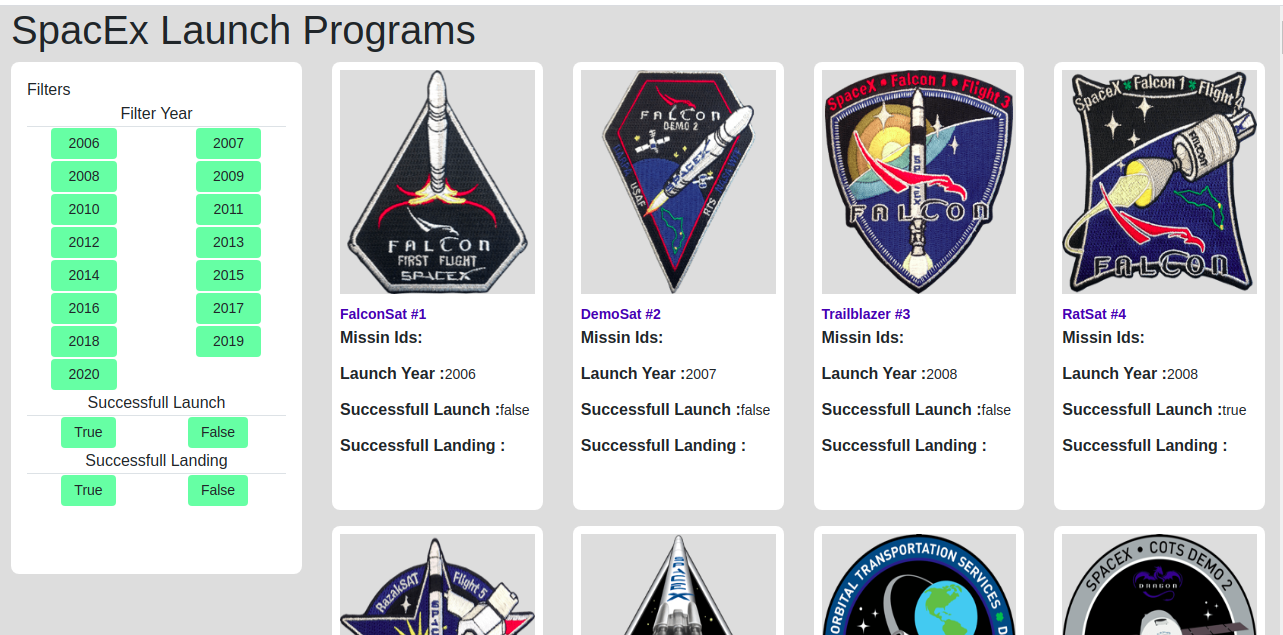 SpacEx Launch Programs
Filters
Filter Year
2006 2007
2008 2009
2010 2011
2012 2013
2014 2015
2016 2017
2018 2019
2020
Successfull Launch
True False
Successfull Landing
True False
FALCON
FIRST FLIGHT
SPACEX
FalconSat #1
Missin Ids:
Launch Year :2006
Successfull Launch :false
Successfull Landing :
FALCON
DEMO 2
SPACEX
USAF
DemoSat #2
Missin Ids:
Launch Year :2007
Successfull Launch :false
Successfull Landing :
SpaceX • Falcon 1 • Flight 3
SPACEX
FALCON
Trailblazer #3
Missin Ids:
Launch Year :2008
Successfull Launch :false
Successfull Landing :
SpaceX Falcon 1 Flight 4
FALCON
FALCON
RatSat #4
Missin Ids:
Launch Year :2008
Successfull Launch :true
Successfull Landing :
RazakSAT Flight 5
SPACEX
ORBITAL TRANSPORTATION SERVICES
SPACEX • COTS DEMO 2
DRAGON